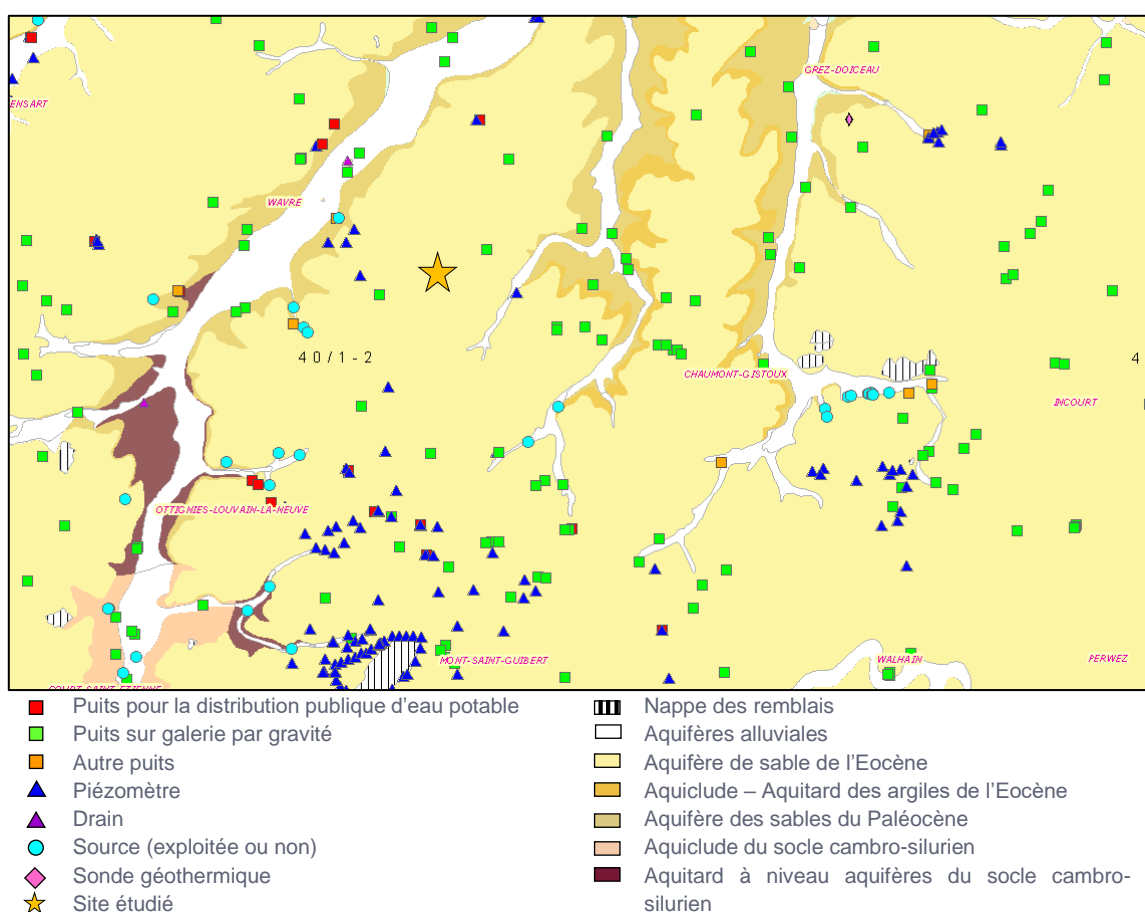 ENSART
GREZ-DOICEAU
WAVRE
40/1-2
4
CHAUMONT-GISTOUX
INCOURT
OTTIGNIES-LOUVAIN-LA-NEUVE
MONT-SAINT-GUIBERT
WALHAIN
PERWEZ
COURT-SAINT-ETIENNE
Puits pour la distribution publique d'eau potable
Puits sur galerie par gravité
Autre puits
Piézomètre
Drain
Source (exploitée ou non)
Sonde géothermique
Site étudié
Nappe des remblais
Aquifères alluviales
Aquifère de sable de l'Eocène
Aquiclude – Aquitard des argiles de l'Eocène
Aquifère des sables du Paléocène
Aquiclude du socle cambro-silurien
Aquitard à niveau aquifères du socle cambro-
silurien